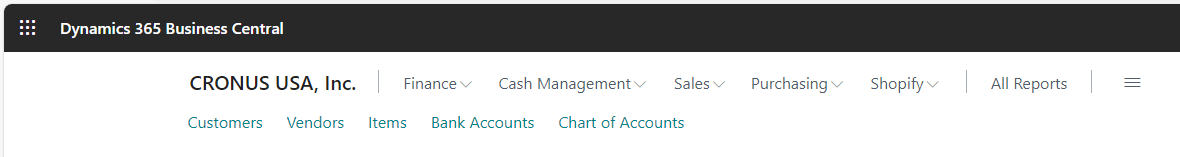 Dynamics 365 Business Central
CRONUS USA, Inc. Finance Cash Management Sales Purchasing Shopify All Reports
Customers Vendors Items Bank Accounts Chart of Accounts